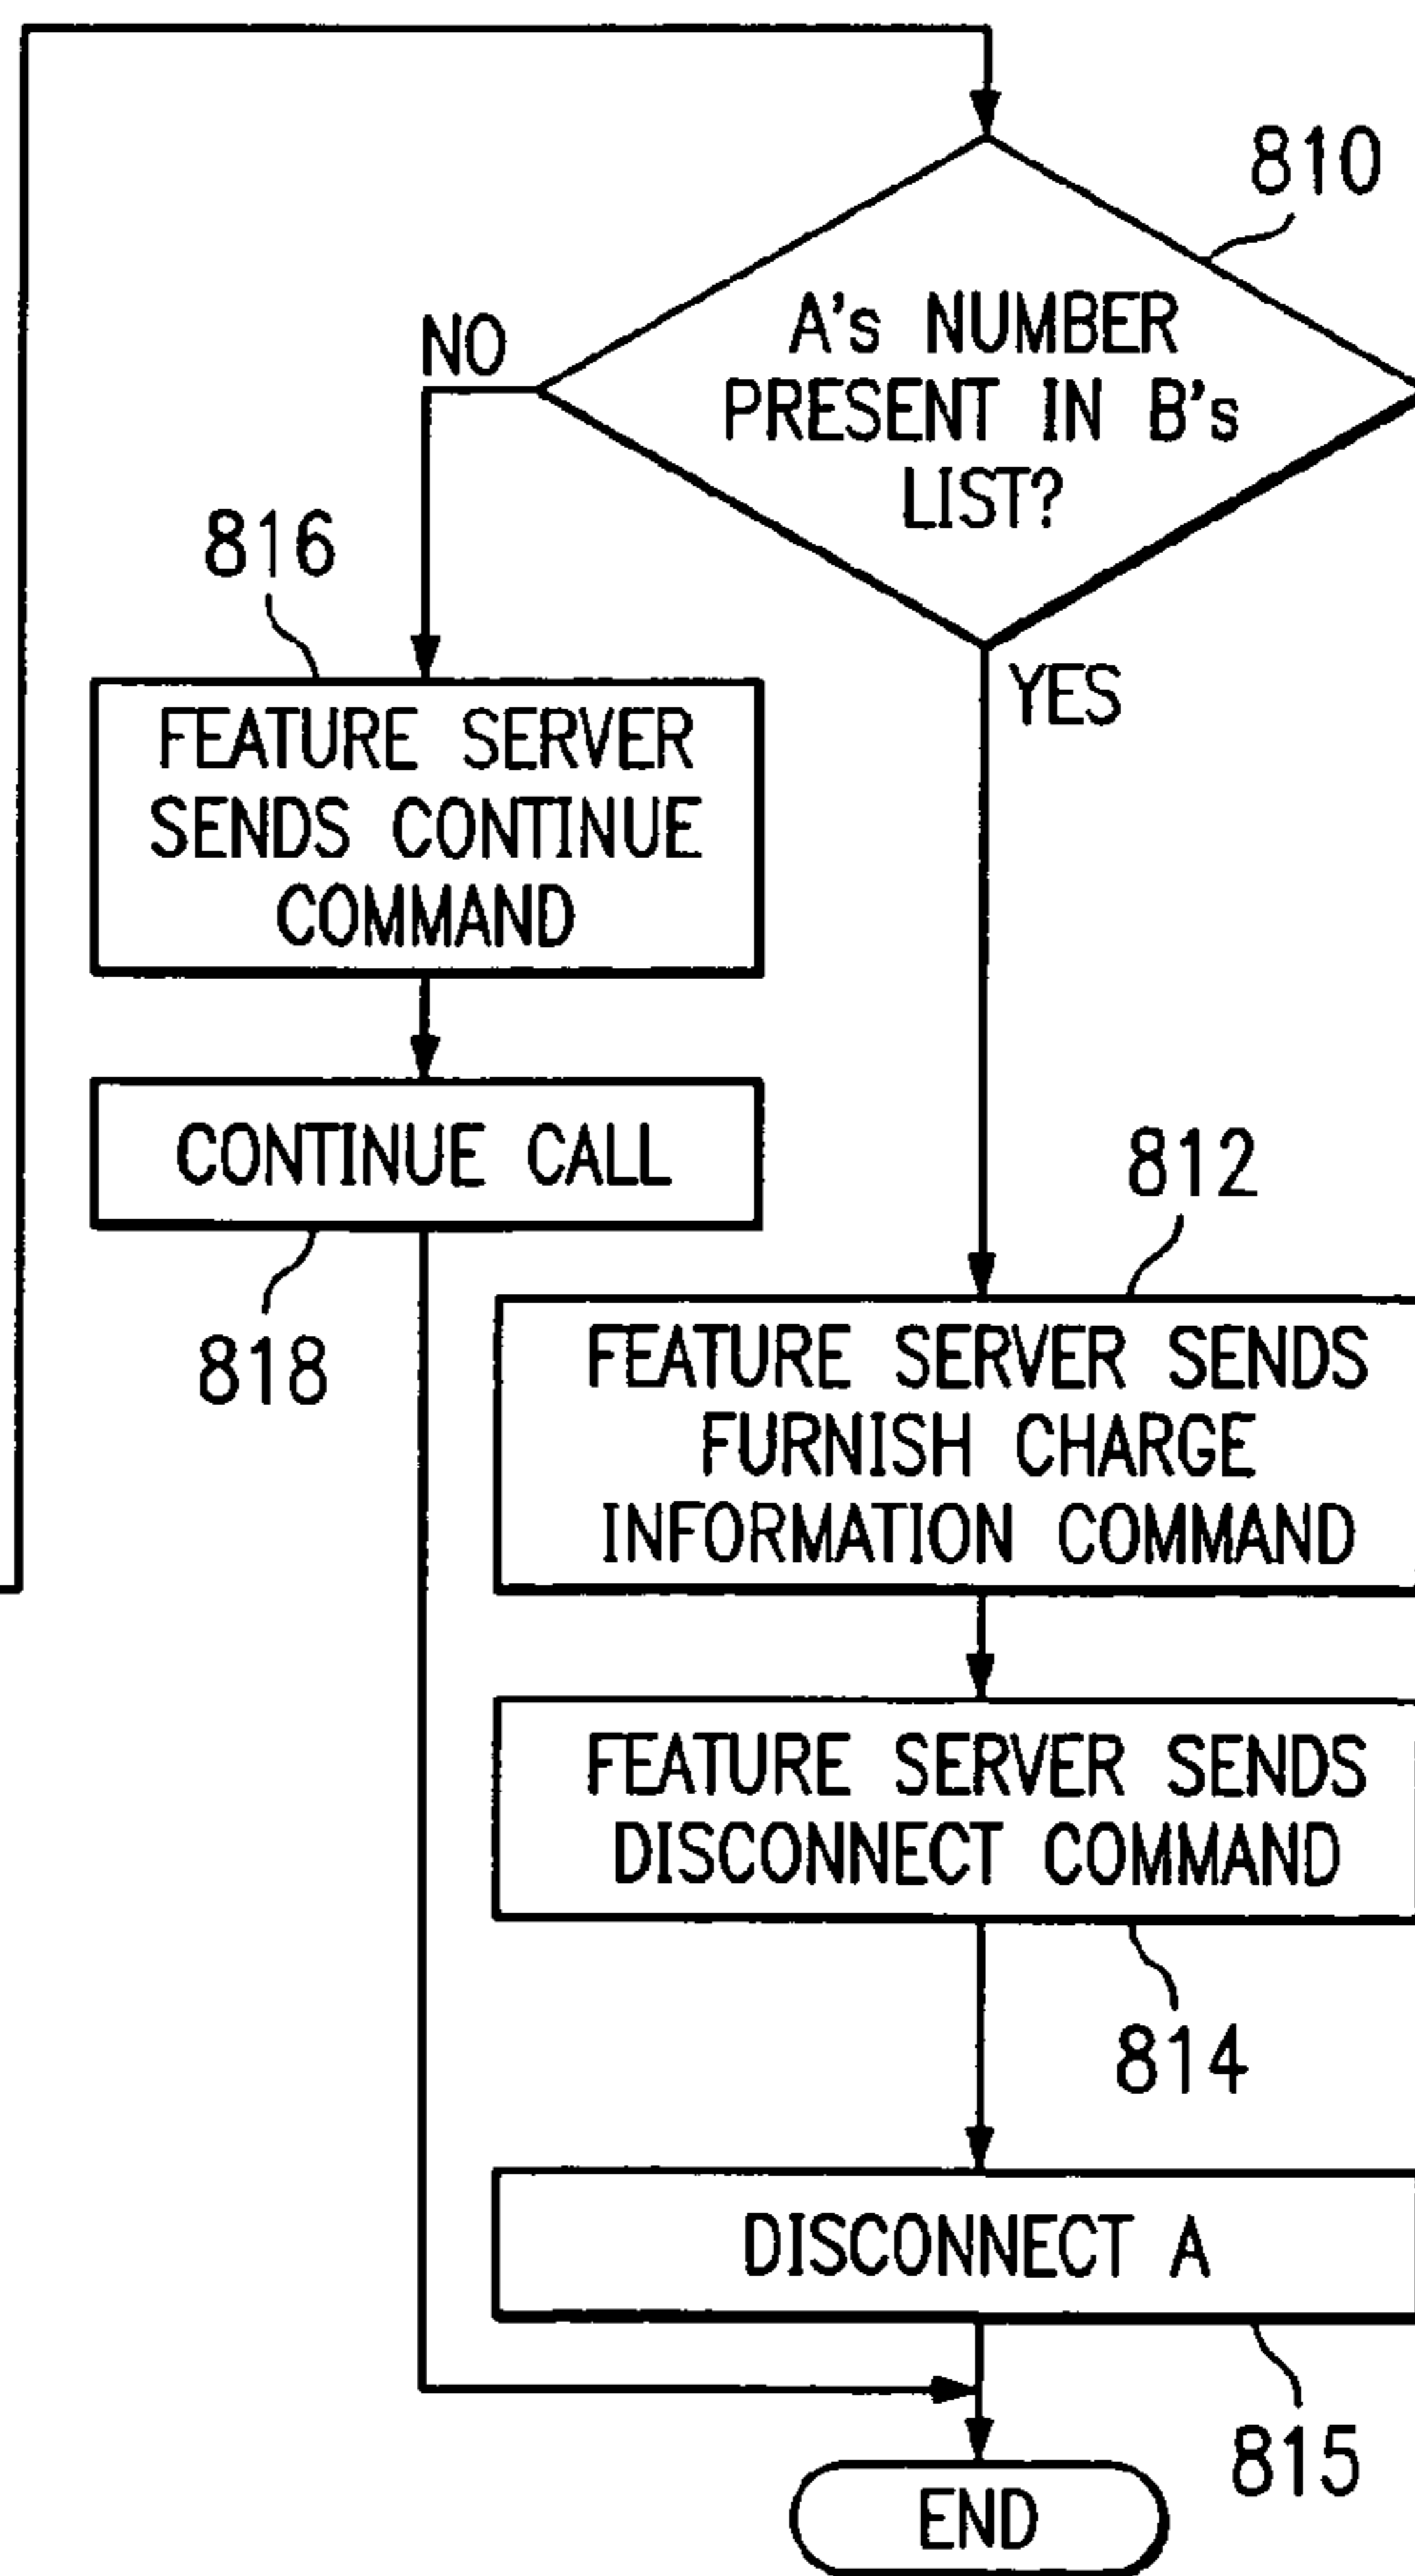 810
A's NUMBER
PRESENT IN B's
LIST?
NO
YES
816
FEATURE SERVER
SENDS CONTINUE
COMMAND
CONTINUE CALL
818
812
FEATURE SERVER SENDS
FURNISH CHARGE
INFORMATION COMMAND
FEATURE SERVER SENDS
DISCONNECT COMMAND
814
DISCONNECT A
815
END